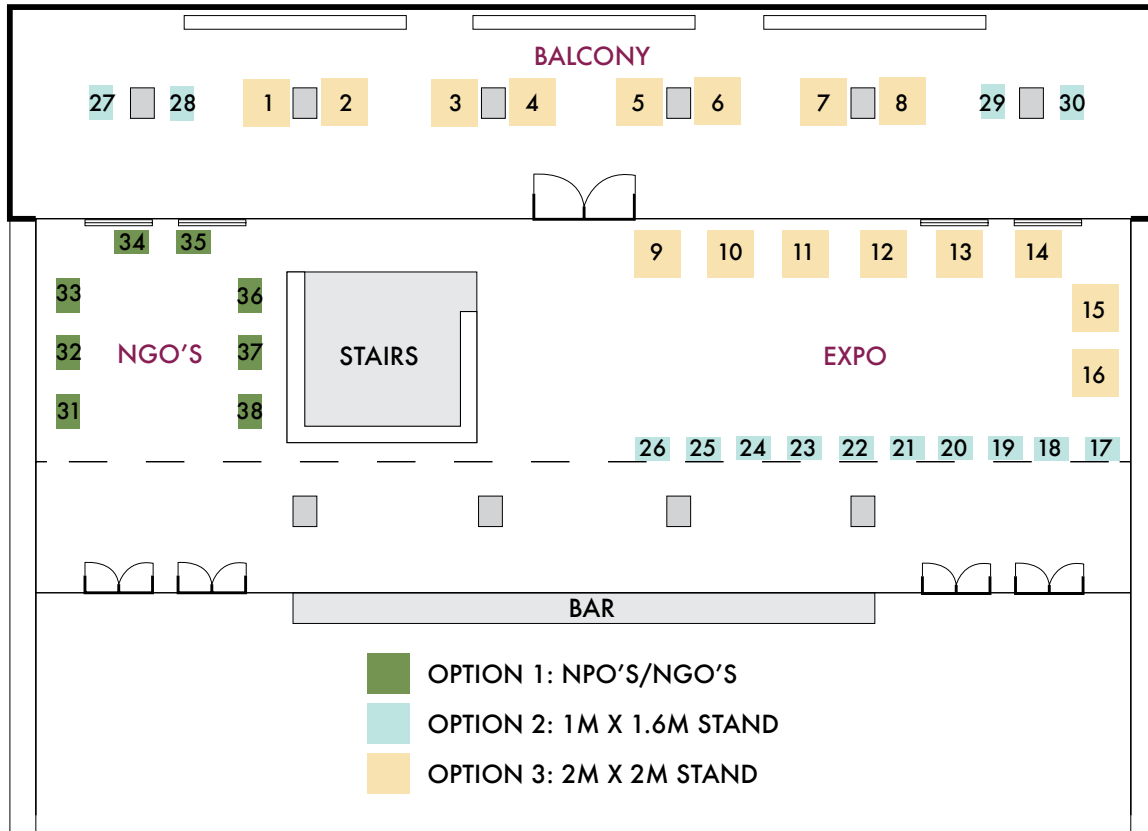 BALCONY
27 28 1 2 3 4 5 6 7 8 29 30
34 35 9 10 11 12 13 14
33 36 15
32 NGO'S 37 STAIRS EXPO 16
31 38
26 25 24 23 22 21 20 19 18 17
BAR
OPTION 1: NPO'S/NGO'S
OPTION 2: 1M X 1.6M STAND
OPTION 3: 2M X 2M STAND